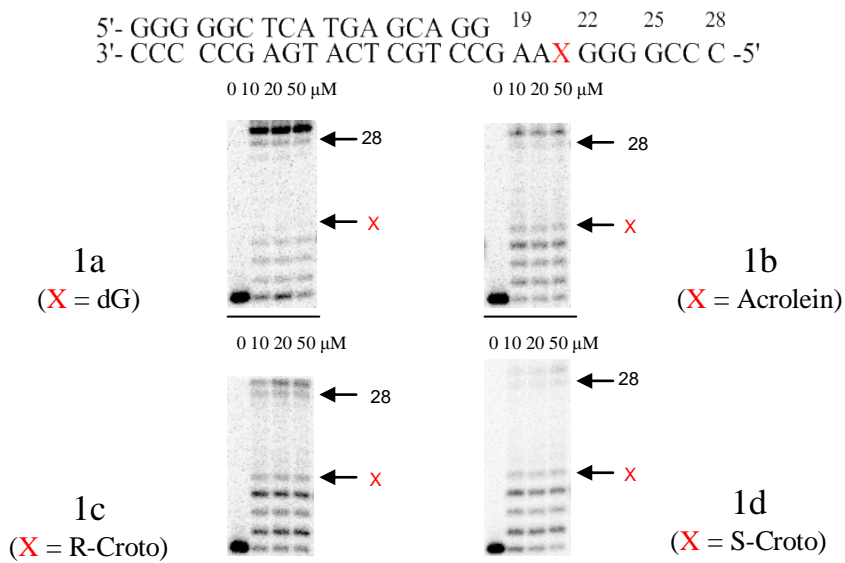 5'- GGGG GGC TCA TGA GCA GG 19 22 25 28
3'- CCC CCG AGT ACT CGT CCG AAX GGG GCC C -5'
0 10 20 50 μM
0 10 20 50 μM
28
28
X
X
1a
(X = dG)
1b
(X = Acrolein)
0 10 20 50 μM
0 10 20 50 μM
28
28
X
X
1c
(X = R-Croto)
1d
(X = S-Croto)